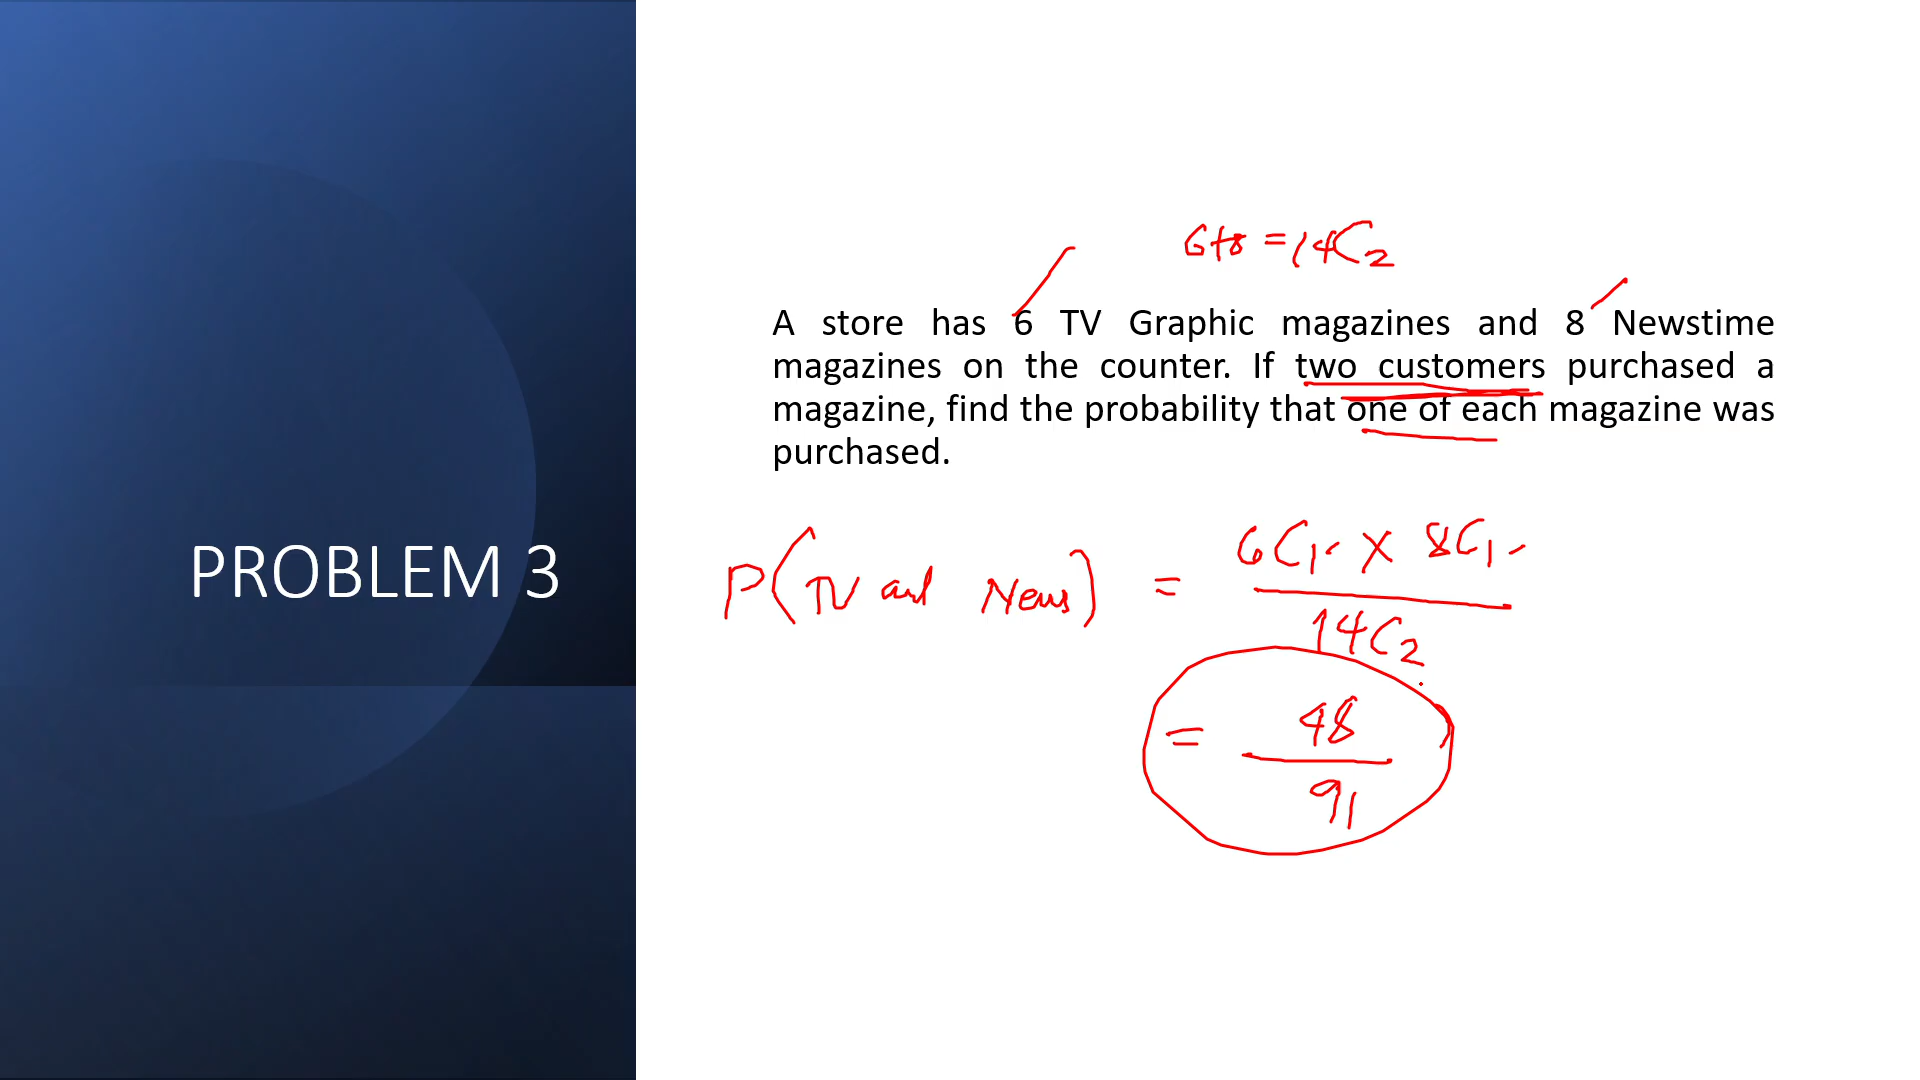 PROBLEM 3
6+8 = 14C2
A store has 6 TV Graphic magazines and 8 Newstime
magazines on the counter. If two customers purchased a
magazine, find the probability that one of each magazine was
purchased.
P(TV and News) = 6C1 X 8C1
14C2
= 48
91